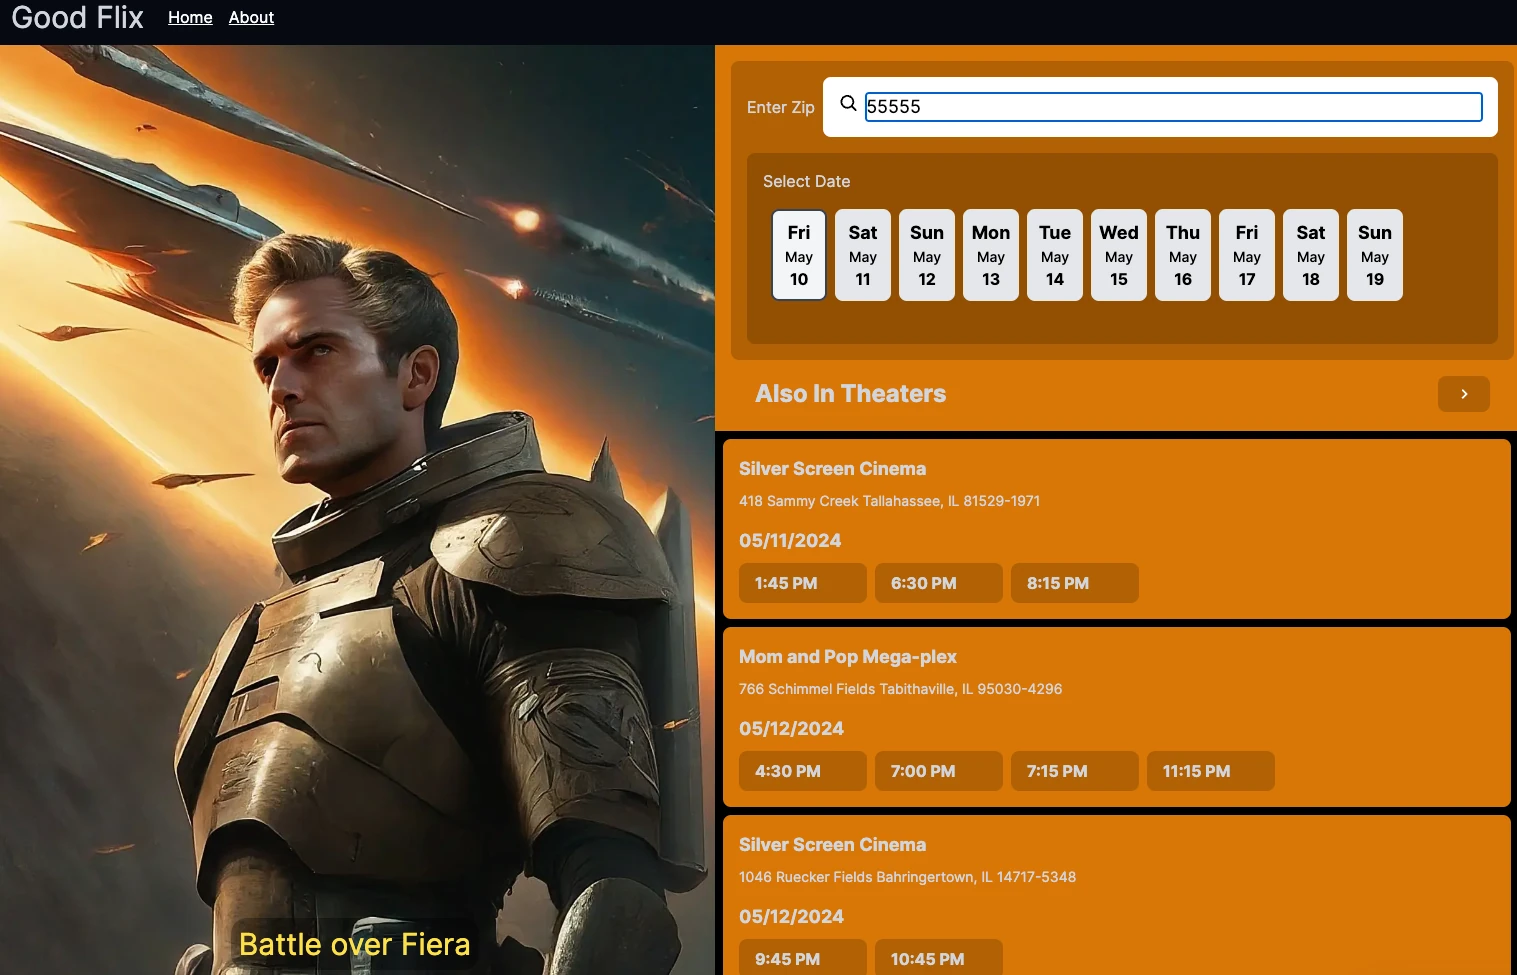 Good Flix Home About
Enter Zip 55555
Select Date
Fri Sat Sun Mon Tue Wed Thu Fri Sat Sun
May May May May May May May May May May
10 11 12 13 14 15 16 17 18 19
Also In Theaters
Silver Screen Cinema
418 Sammy Creek Tallahassee, IL 81529-1971
05/11/2024
1:45 PM 6:30 PM 8:15 PM
Mom and Pop Mega-plex
766 Schimmel Fields Tabithaville, IL 95030-4296
05/12/2024
4:30 PM 7:00 PM 7:15 PM 11:15 PM
Silver Screen Cinema
1046 Ruecker Fields Bahringertown, IL 14717-5348
05/12/2024
9:45 PM 10:45 PM
Battle over Fiera